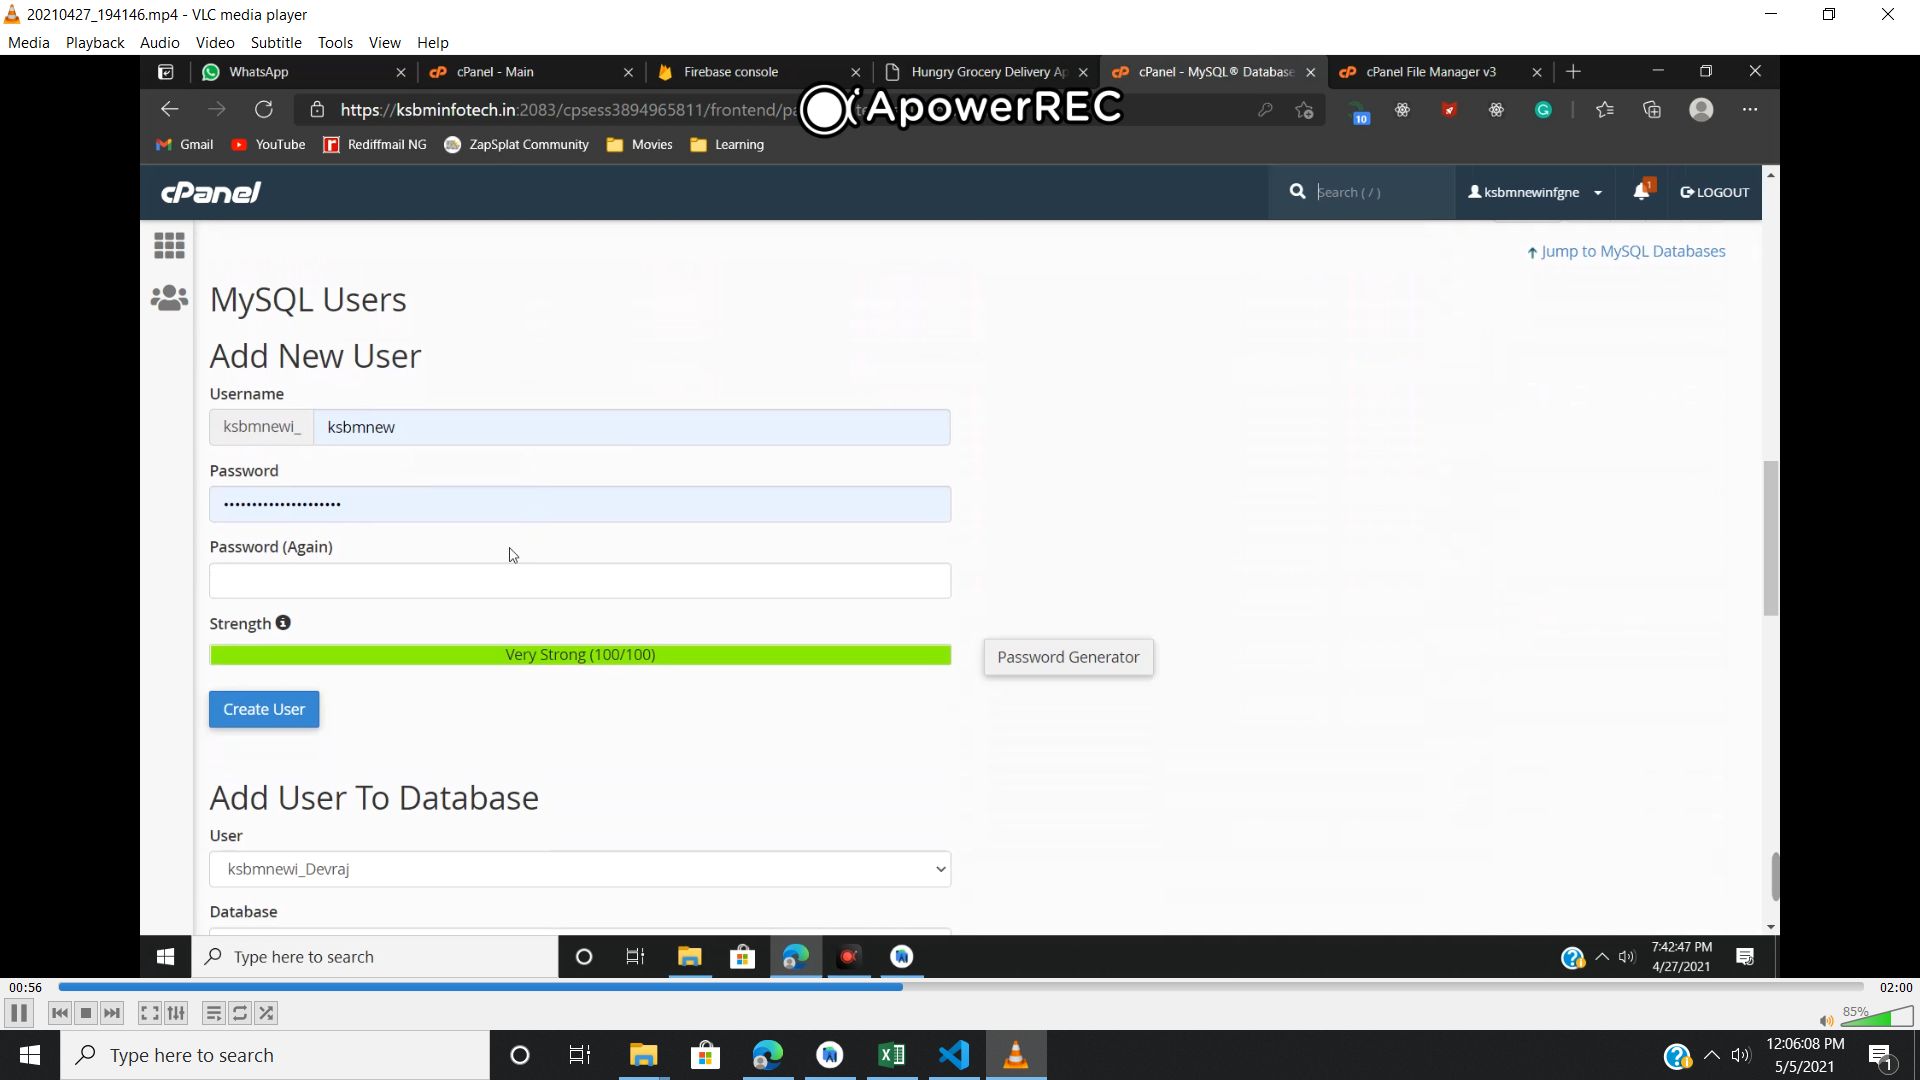 20210427_194146.mp4 - VLC media player
Media Playback Audio Video Subtitle Tools View Help
WhatsApp
cPanel - Main
Firebase console
Hungry Grocery Delivery Ap
cPanel - MySQL® Database
cPanel File Manager v3
https://ksbminfotech.in:2083/cpsess3894965811/frontend/pa
ApowerREC
10
Gmail YouTube Rediffmail NG ZapSplat Community Movies Learning
cPanel
Search ( / )
ksbmnewinfgne
1
LOGOUT
Jump to MySQL Databases
MySQL Users
Add New User
Username
ksbmnewi_ ksbmnew
Password
Password (Again)
Strength
Very Strong (100/100)
Password Generator
Create User
Add User To Database
User
ksbmnewi_Devraj
Database
Type here to search
7:42:47 PM
4/27/2021
00:56
02:00
85%
Type here to search
12:06:08 PM
5/5/2021
1